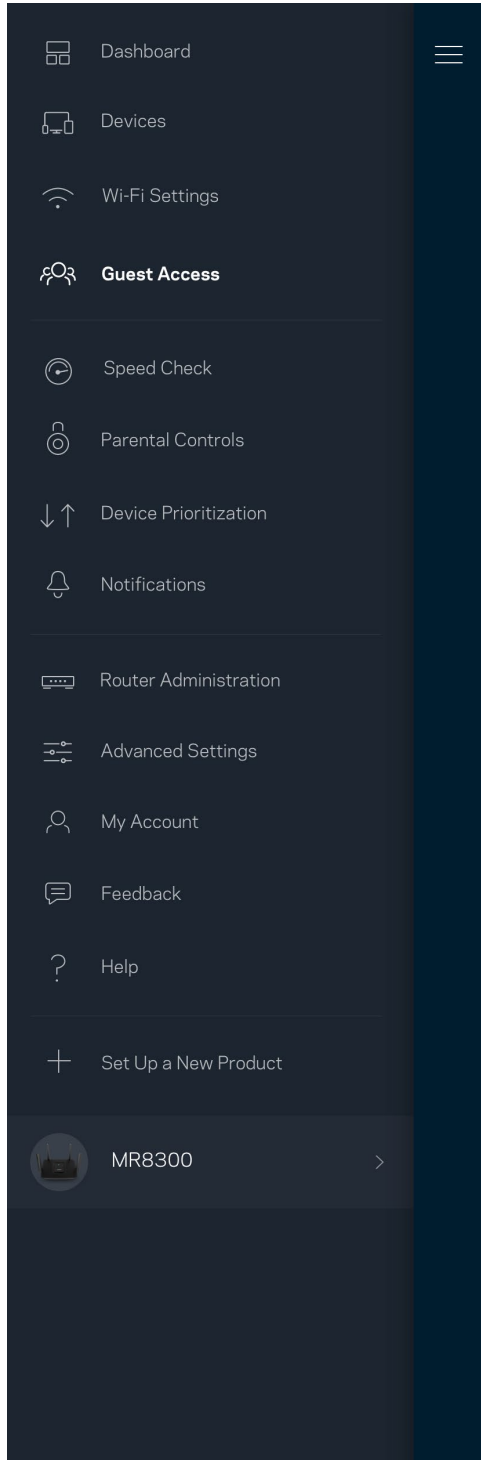 Dashboard
Devices
Wi-Fi Settings
Guest Access
Speed Check
Parental Controls
Device Prioritization
Notifications
Router Administration
Advanced Settings
My Account
Feedback
Help
Set Up a New Product
MR8300